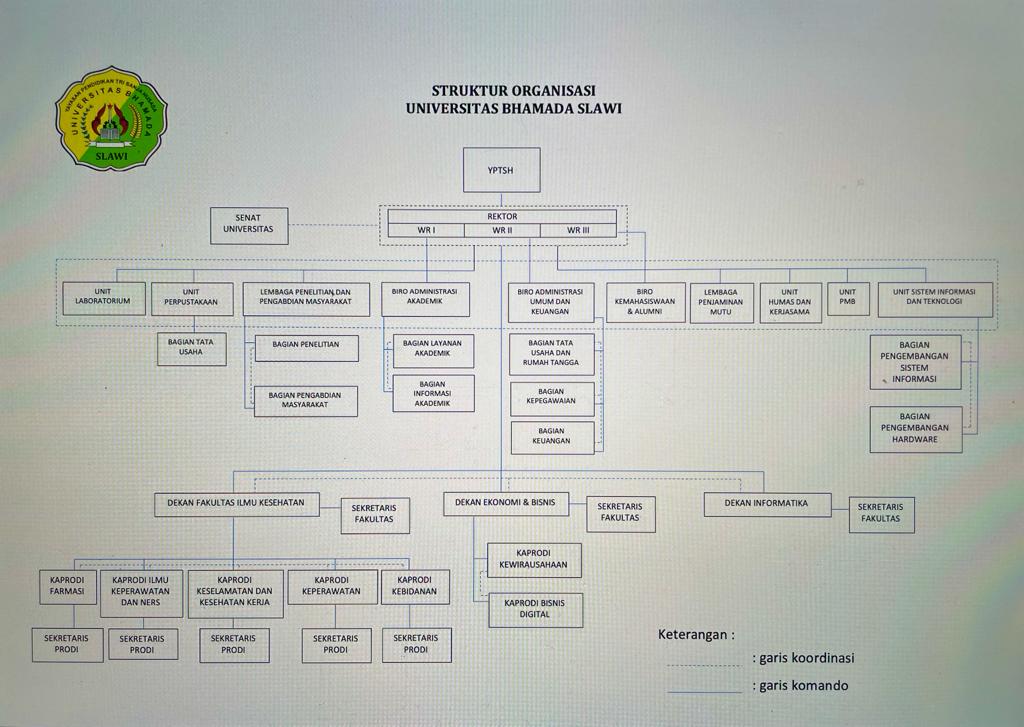 YAYASAN PENDIDIKAN TRI SANJA HUSADA
UNIVERSITAS BHAMADA
SLAWI
STRUKTUR ORGANISASI
UNIVERSITAS BHAMADA SLAWI
YPTSH
SENAT
UNIVERSITAS
REKTOR
WR I
WR II
WR III
UNIT
LABORATORIUM
UNIT
PERPUSTAKAAN
LEMBAGA PENELITIAN DAN
PENGABDIAN MASYARAKAT
BIRO ADMINISTRASI
AKADEMIK
BIRO ADMINISTRASI
UMUM DAN
KEUANGAN
BIRO
KEMAHASISWAAN
& ALUMNI
LEMBAGA
PENJAMINAN
MUTU
UNIT
HUMAS DAN
KERJASAMA
UNIT
PMB
UNIT SISTEM INFORMASI
DAN TEKNOLOGI
BAGIAN TATA
USAHA
BAGIAN PENELITIAN
BAGIAN PENGABDIAN
MASYARAKAT
BAGIAN LAYANAN
AKADEMIK
BAGIAN
INFORMASI
AKADEMIK
BAGIAN TATA
USAHA DAN
RUMAH TANGGA
BAGIAN
KEPEGAWAIAN
BAGIAN
KEUANGAN
BAGIAN
PENGEMBANGAN
SISTEM
INFORMASI
BAGIAN
PENGEMBANGAN
HARDWARE
DEKAN FAKULTAS ILMU KESEHATAN
SEKRETARIS
FAKULTAS
DEKAN EKONOMI & BISNIS
SEKRETARIS
FAKULTAS
DEKAN INFORMATIKA
SEKRETARIS
FAKULTAS
KAPRODI
KEWIRAUSAHAAN
KAPRODI BISNIS
DIGITAL
KAPRODI
FARMASI
KAPRODI ILMU
KEPERAWATAN
DAN NERS
KAPRODI
KESELAMATAN DAN
KESEHATAN KERJA
KAPRODI
KEPERAWATAN
KAPRODI
KEBIDANAN
SEKRETARIS
PRODI
SEKRETARIS
PRODI
SEKRETARIS
PRODI
SEKRETARIS
PRODI
SEKRETARIS
PRODI
Keterangan :
: garis koordinasi
: garis komando